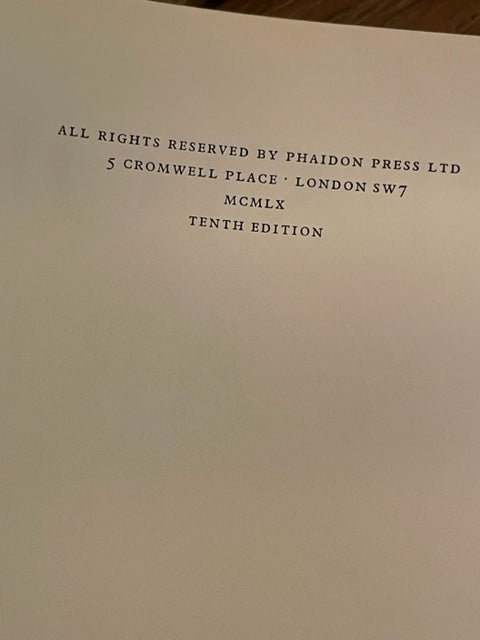 ALL RIGHTS RESERVED BY PHAIDON PRESS LTD
5 CROMWELL PLACE · LONDON SW7
MCMLX
TENTH EDITION